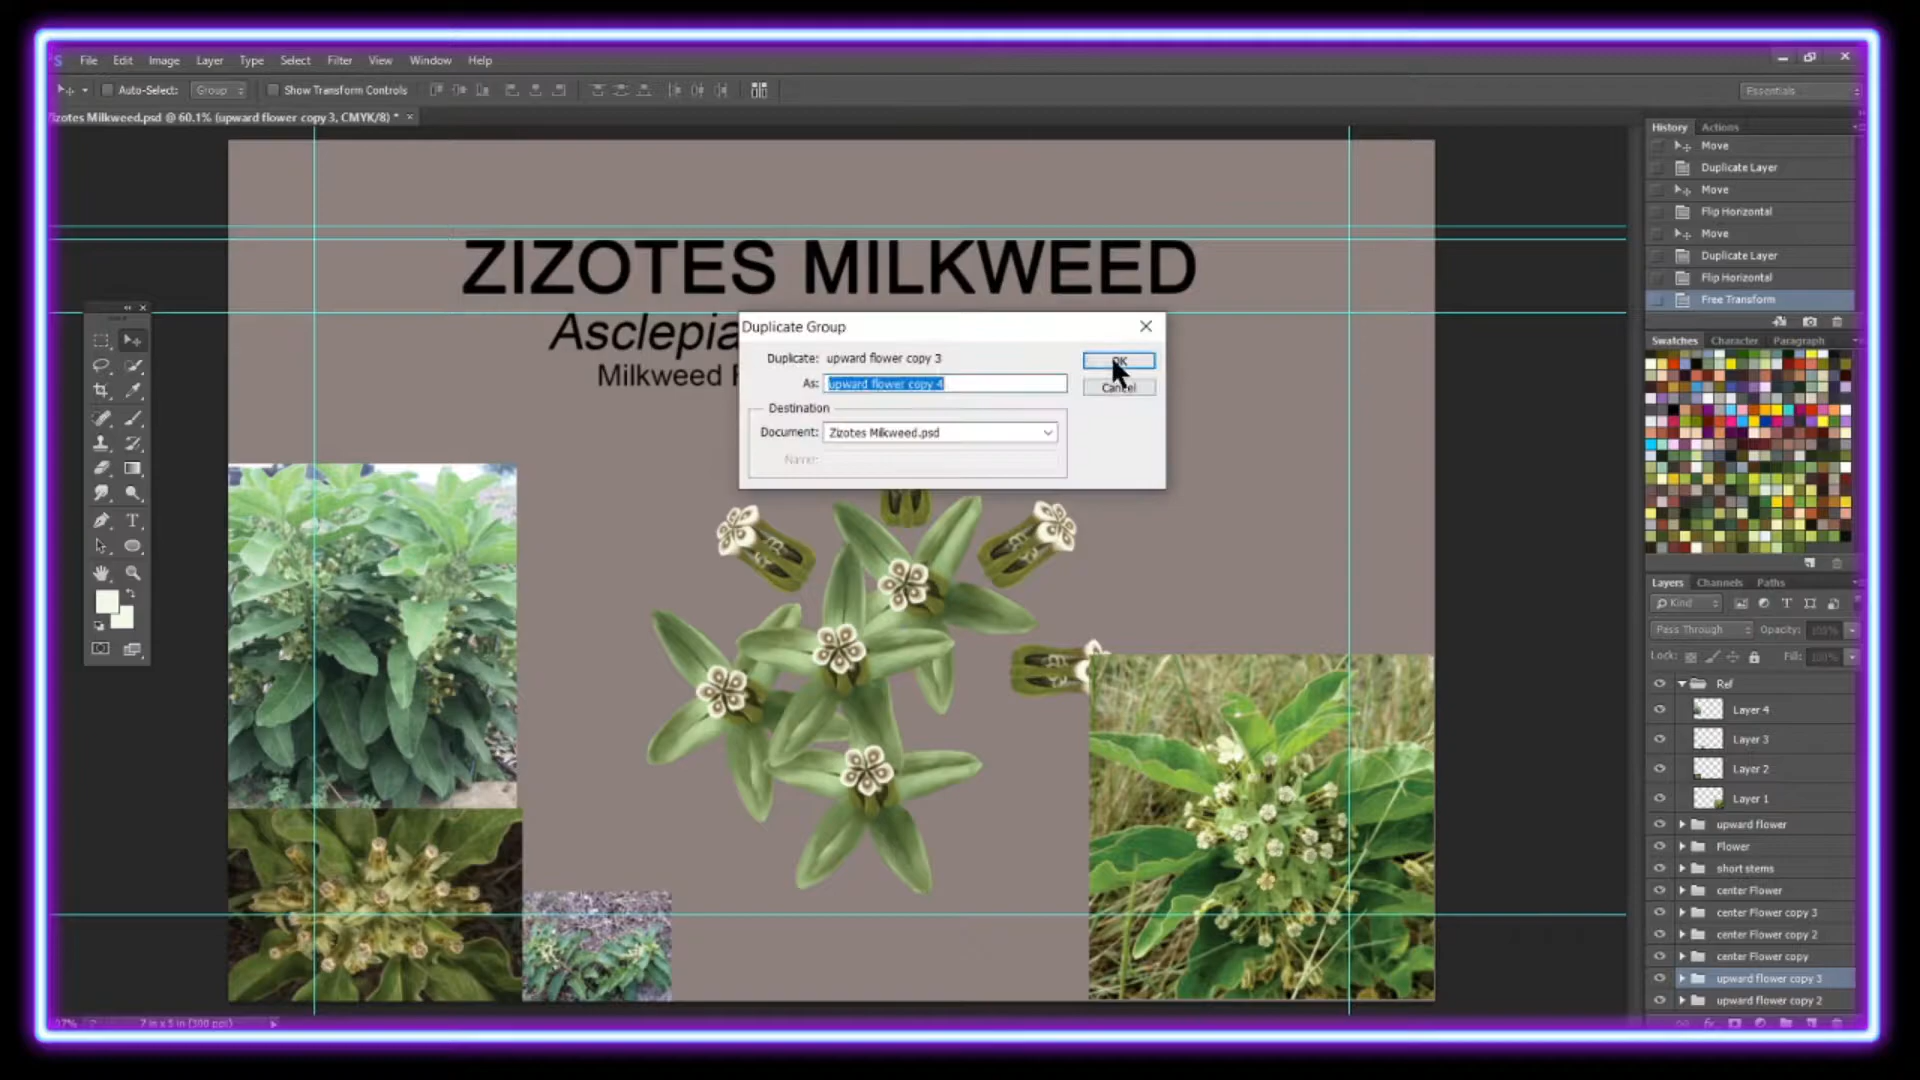 File Edit Image Layer Type Select Filter View Window Help
Auto-Select: Group Show Transform Controls Essentials
Zizotes Milkweed.psd @ 60.1% (upward flower copy 3, CMYK/8) *
ZIZOTES MILKWEED
Asclepia
Milkweed
Duplicate Group
Duplicate: upward flower copy 3
As: upward flower copy 4
OK
Cancel
Destination
Document: Zizotes Milkweed.psd
Name:
History Actions
Move
Duplicate Layer
Move
Flip Horizontal
Move
Duplicate Layer
Flip Horizontal
Free Transform
Swatches Character Paragraph
Layers Channels Paths
Kind
Pass Through Opacity: 100%
Lock: Fill: 100%
Ref
Layer 4
Layer 3
Layer 2
Layer 1
upward flower
Flower
short stems
center Flower
center Flower copy 3
center Flower copy 2
center Flower copy
upward flower copy 3
upward flower copy 2
7 in x 5 in (300 ppi)